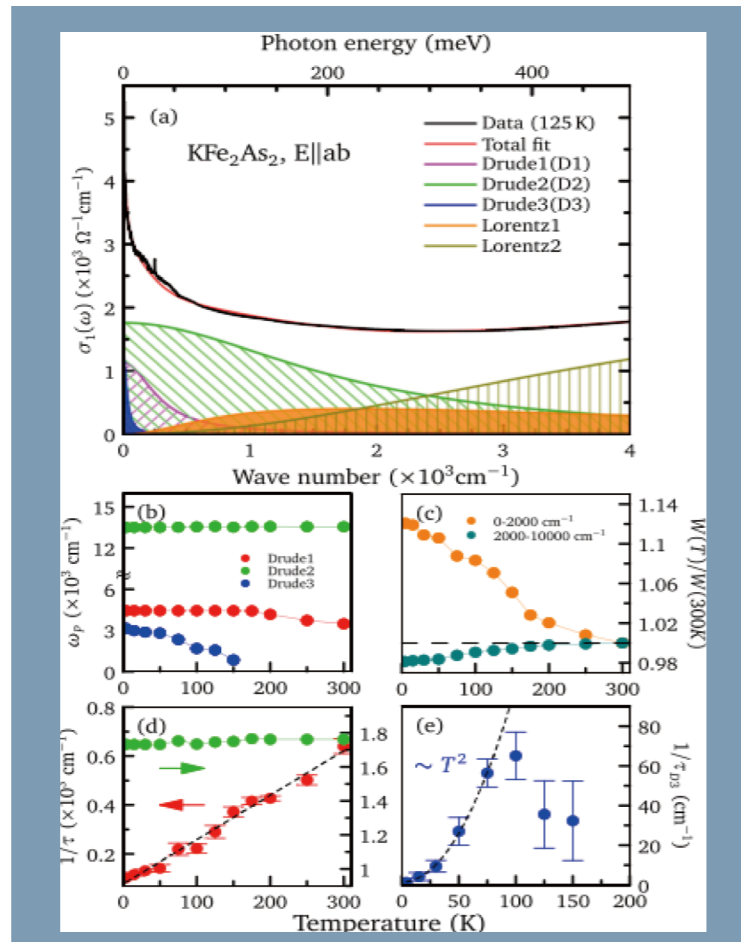 Photon energy (meV)
0 200 400
(a)
KFe₂As₂, E||ab
Data (125 K)
Total fit
Drude1(D1)
Drude2(D2)
Drude3(D3)
Lorentz1
Lorentz2
σ₁(ω) (×10³ Ω⁻¹cm⁻¹)
5
4
3
2
1
0
0 1 2 3 4
Wave number (×10³cm⁻¹)
(b)
Drude1
Drude2
Drude3
ωₚ (×10³ cm⁻¹)
15
13
6
3
0
0 100 200 300
(c)
0-2000 cm⁻¹
2000-10000 cm⁻¹
1.14
1.10
1.06
1.02
0.98
W(T)/W(300K)
0 100 200 300
(d)
1/τ (×10³ cm⁻¹)
0.8
0.6
0.4
0.2
1.8
1.6
1.4
1.2
1
0 100 200 300
(e)
~ T²
80
60
40
20
0
1/τ_D3 (cm⁻¹)
0 50 100 150 200
Temperature (K)